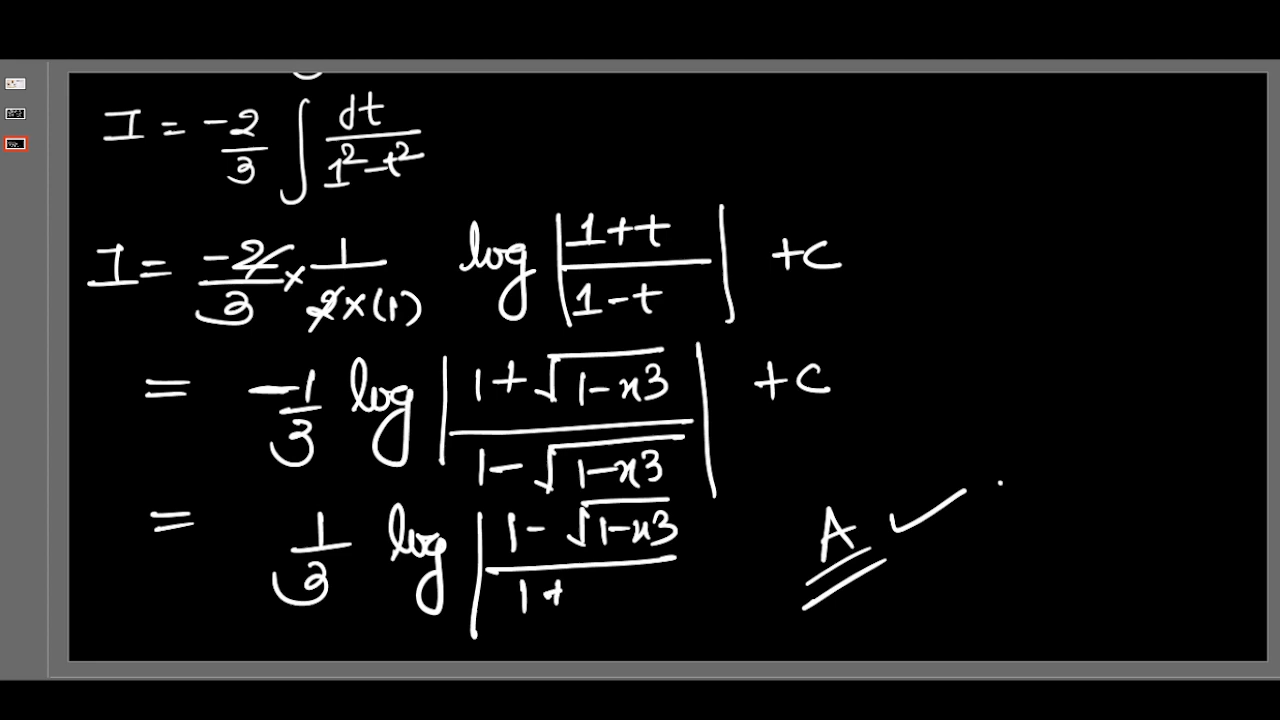 I = -2/3 ∫ dt/(1²-t²)
I = -2/3 × 1/(2×(1)) log |(1+t)/(1-t)| +c
= -1/3 log |(1+√(1-x3))/(1-√(1-x3))| +c
= 1/3 log |(1-√(1-x3))/(1+
A ✓